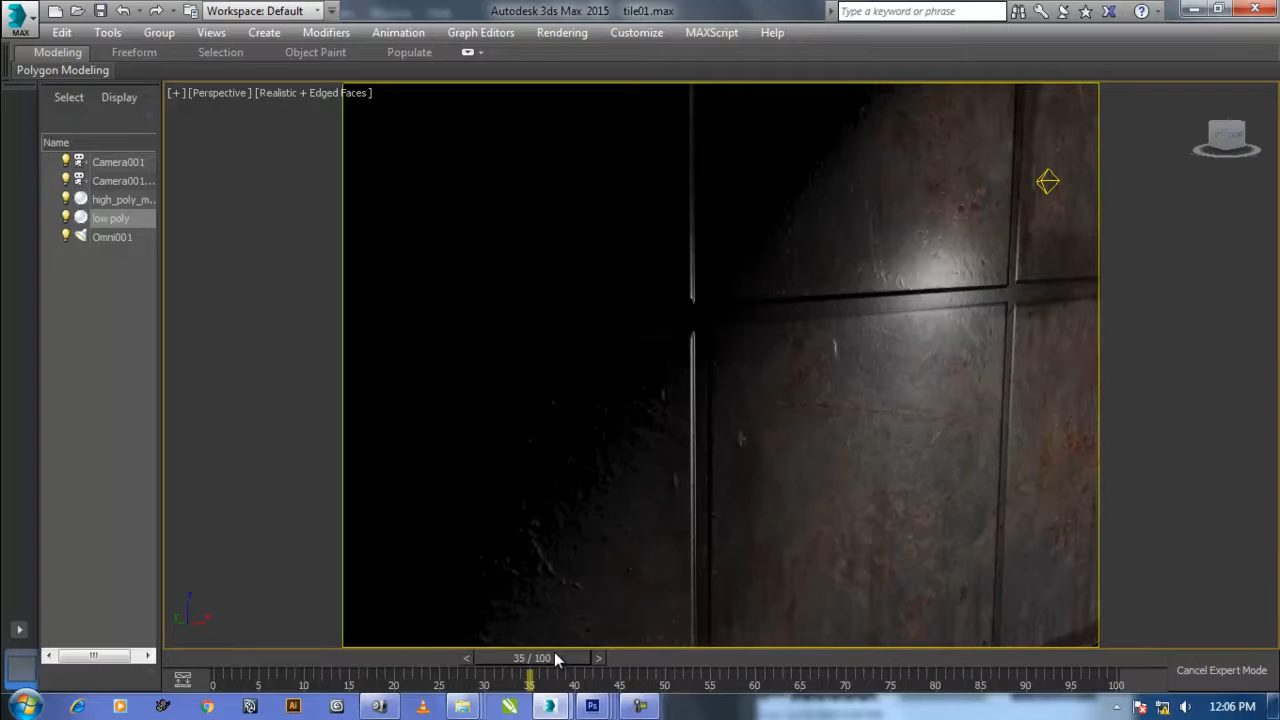 Workspace: Default
Autodesk 3ds Max 2015 tile01.max
Type a keyword or phrase
MAX
Edit Tools Group Views Create Modifiers Animation Graph Editors Rendering Customize MAXScript Help
Modeling Freeform Selection Object Paint Populate
Polygon Modeling
Select Display
[+] [Perspective] [Realistic + Edged Faces]
Name
Camera001
Camera001...
high_poly_m...
low poly
Omni001
z
x
< 35 / 100 >
0 5 10 15 20 25 30 35 40 45 50 55 60 65 70 75 80 85 90 95 100
Cancel Expert Mode
Ai
Ps
12:06 PM